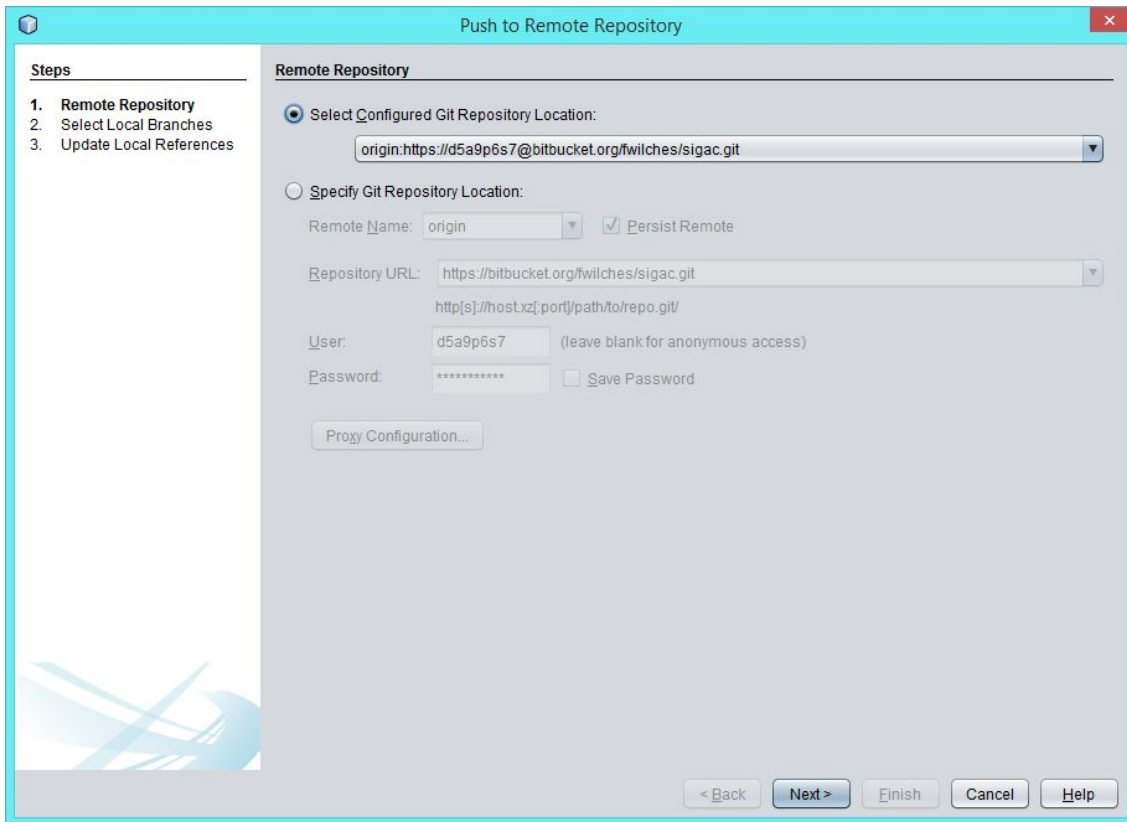 Push to Remote Repository
Steps
1. Remote Repository
2. Select Local Branches
3. Update Local References
Remote Repository
Select Configured Git Repository Location:
origin:https://d5a9p6s7@bitbucket.org/fwilches/sigac.git
Specify Git Repository Location:
Remote Name: origin Persist Remote
Repository URL: https://bitbucket.org/fwilches/sigac.git
http[s]://host.xz[:port]/path/to/repo.git/
User: d5a9p6s7 (leave blank for anonymous access)
Password: *********** Save Password
Proxy Configuration...
< Back Next > Finish Cancel Help